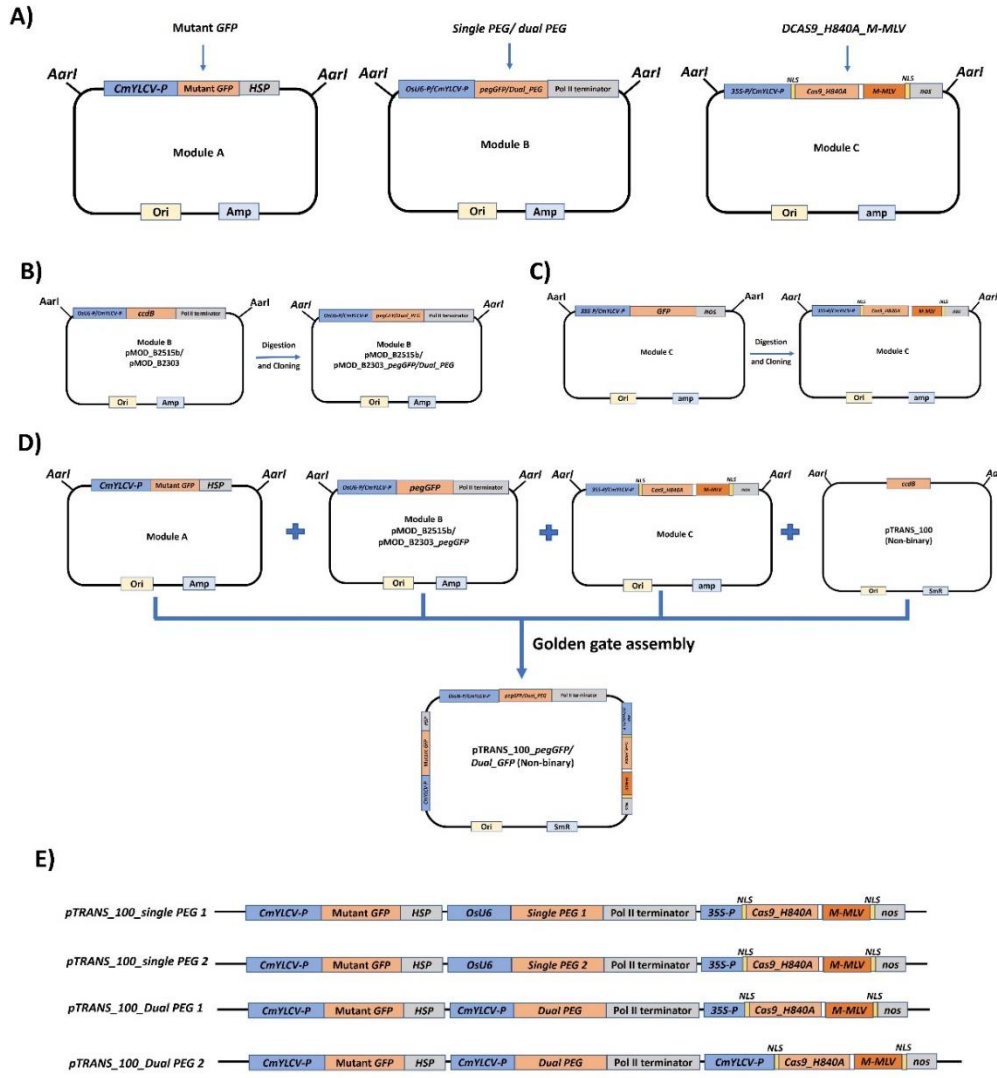 A)
Mutant GFP
Single PEG/ dual PEG
DCAS9_H840A_M-MLV
AarI
CmYLCV-P
Mutant GFP
HSP
AarI
Module A
Ori
Amp
AarI
OsU6-P/CmYLCV-P
pegGFP/Dual_PEG
Pol II terminator
AarI
Module B
Ori
Amp
AarI
35S-P/CmYLCV-P
NLS
Cas9_H840A
M-MLV
NLS
nos
AarI
Module C
Ori
amp
B)
AarI
OsU6-P/CmYLCV-P
ccdB
Pol II terminator
AarI
Module B
pMOD_B2515b/
pMOD_B2303
Ori
Amp
Digestion
and Cloning
AarI
OsU6-P/CmYLCV-P
pegGFP/Dual_PEG
Pol II terminator
AarI
Module B
pMOD_B2515b/
pMOD_B2303_pegGFP/Dual_PEG
Ori
Amp
C)
AarI
35S P/CmYLCV P
GFP
nos
AarI
Module C
Ori
amp
Digestion
and Cloning
AarI
35S-P/CmYLCV-P
NLS
Cas9_H840A
M-MLV
NLS
nos
AarI
Module C
Ori
amp
D)
AarI
CmYLCV-P
Mutant GFP
HSP
AarI
Module A
Ori
Amp
OsU6-P/CmYLCV-P
pegGFP
Pol II terminator
Module B
pMOD_B2515b/
pMOD_B2303_pegGFP
Ori
Amp
AarI
35S-P/CmYLCV-P
NLS
Cas9_H840A
M-MLV
NLS
nos
AarI
Module C
Ori
amp
AarI
ccdB
pTRANS_100
(Non-binary)
Ori
SmR
Golden gate assembly
OsU6-P/CmYLCV-P
pegGFP/Dual_PEG
Pol II terminator
HSP
Mutant GFP
CmYLCV-P
M-MLV
nos
pTRANS_100_pegGFP/
Dual_GFP (Non-binary)
Ori
SmR
E)
pTRANS_100_single PEG 1
CmYLCV-P
Mutant GFP
HSP
OsU6
Single PEG 1
Pol II terminator
35S-P
NLS
Cas9_H840A
M-MLV
NLS
nos
pTRANS_100_single PEG 2
CmYLCV-P
Mutant GFP
HSP
OsU6
Single PEG 2
Pol II terminator
35S-P
NLS
Cas9_H840A
M-MLV
NLS
nos
pTRANS_100_Dual PEG 1
CmYLCV-P
Mutant GFP
HSP
CmYLCV-P
Dual PEG
Pol II terminator
35S-P
NLS
Cas9_H840A
M-MLV
NLS
nos
pTRANS_100_Dual PEG 2
CmYLCV-P
Mutant GFP
HSP
CmYLCV-P
Dual PEG
Pol II terminator
CmYLCV-P
NLS
Cas9_H840A
M-MLV
NLS
nos